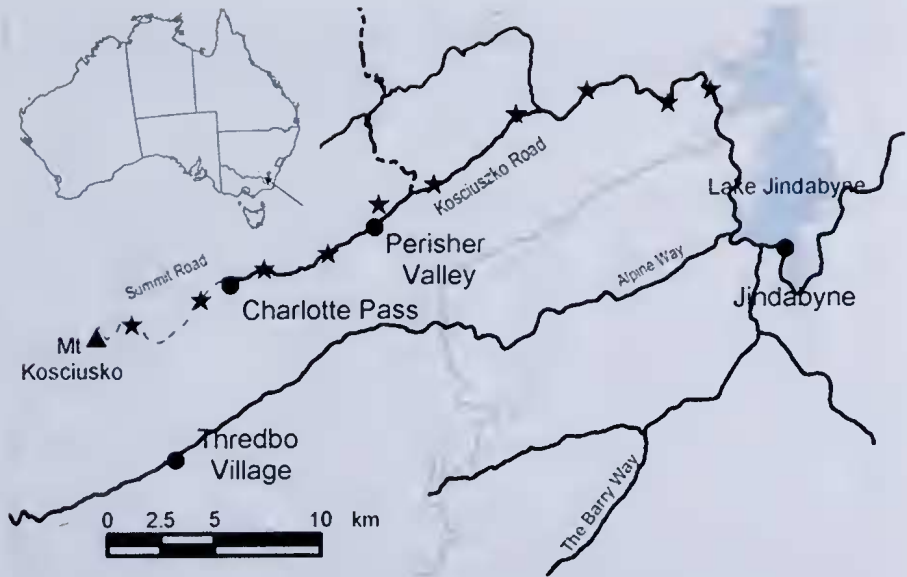 Kosciuszko Road
Lake Jindabyne
Summit Road
Perisher
Valley
Alpine Way
Charlotte Pass
Jindabyne
Mt
Kosciusko
Thredbo
Village
The Barry Way
0 2.5 5 10 km